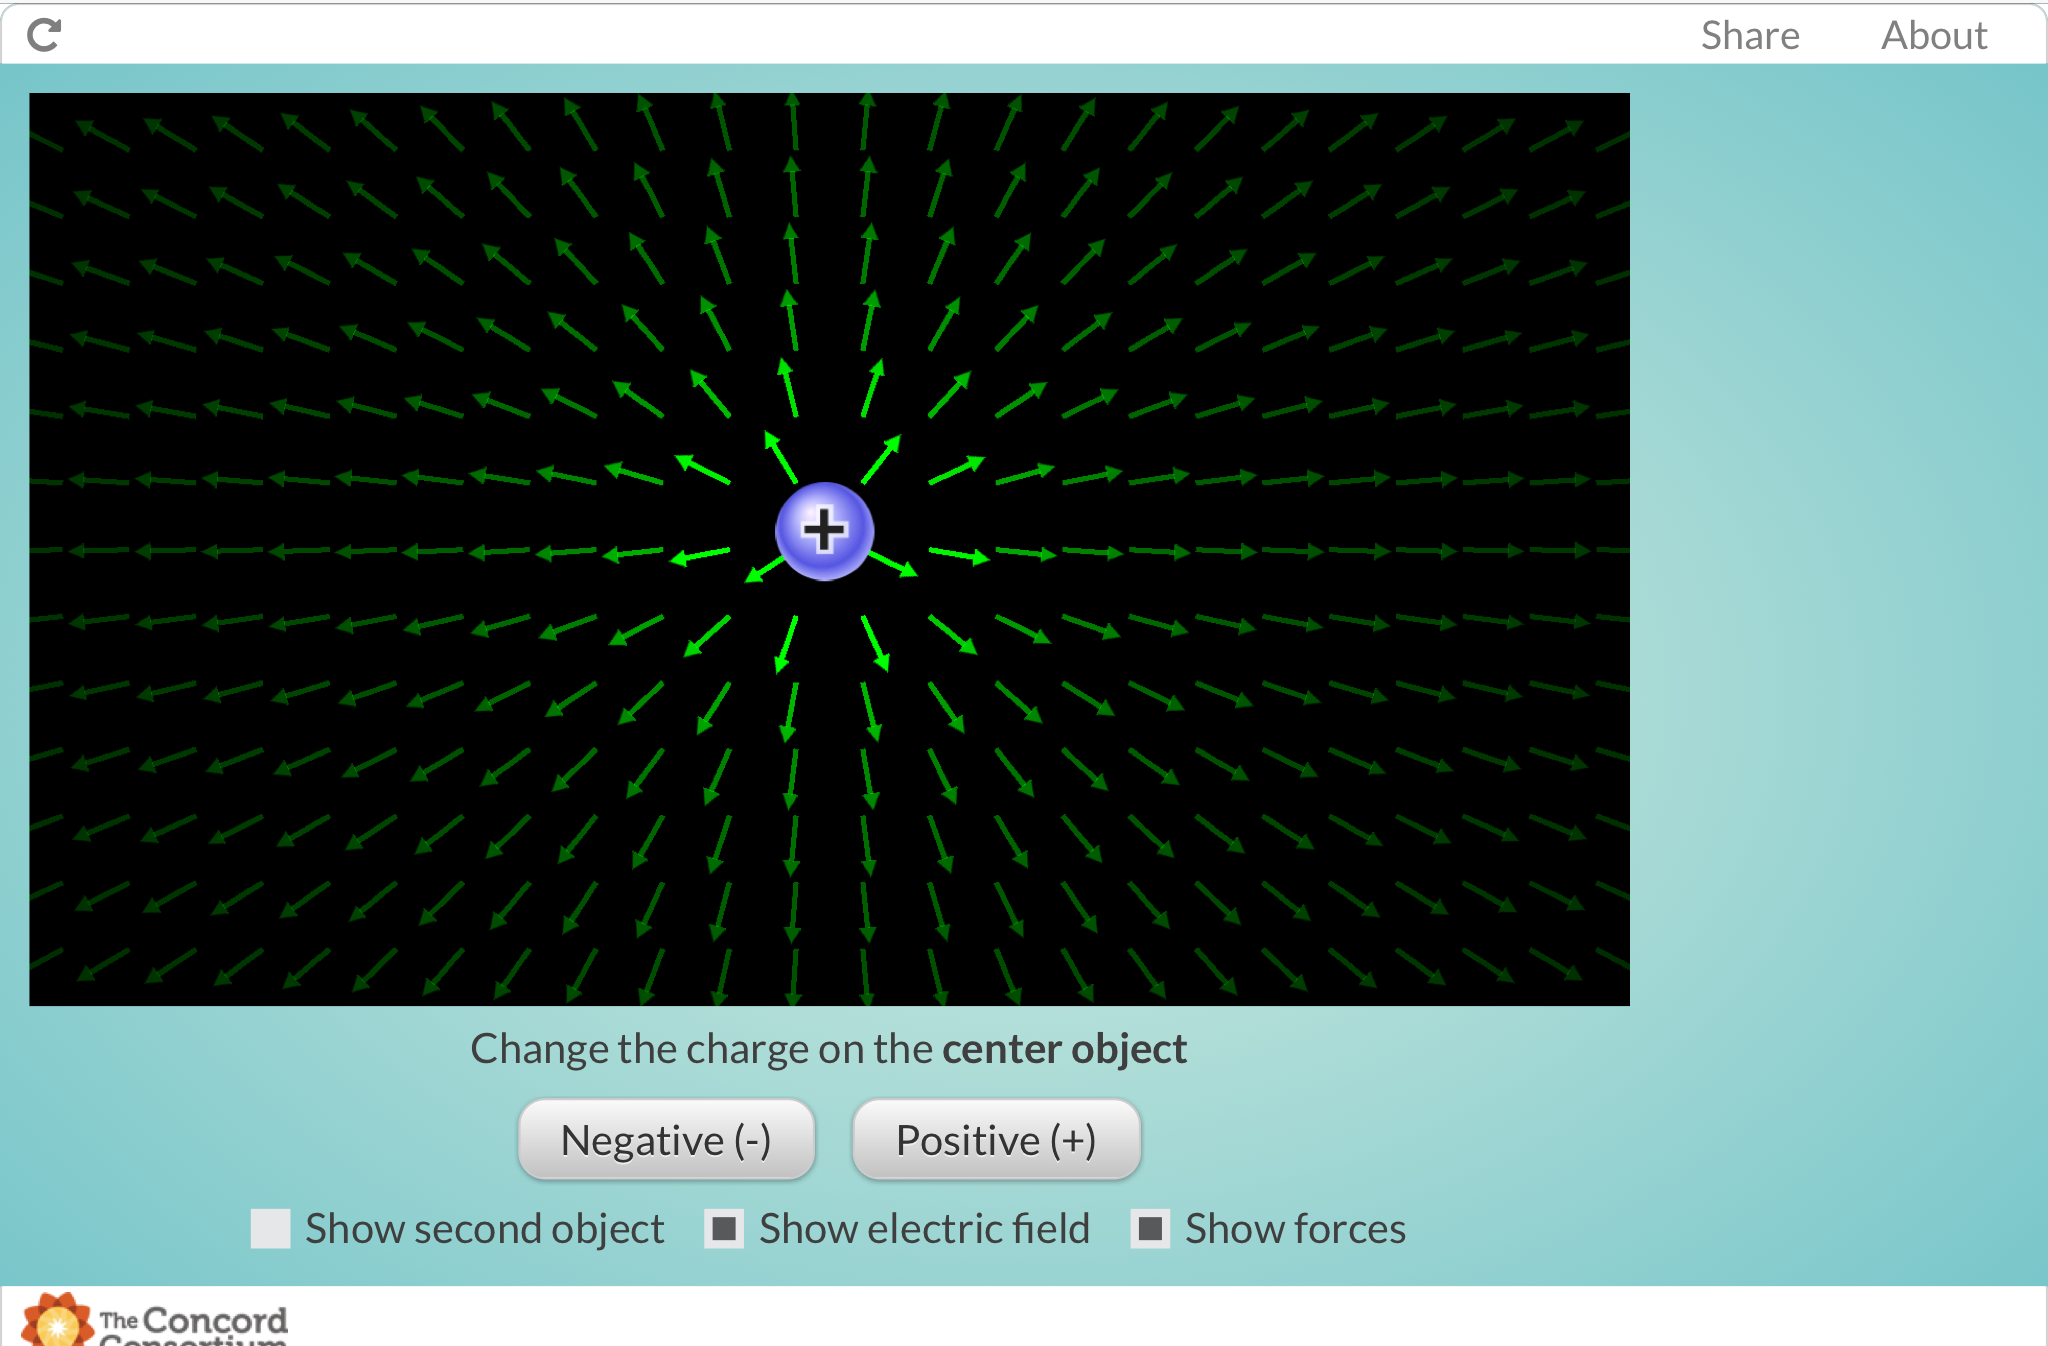 Share About
+
Change the charge on the center object
Negative (-) Positive (+)
Show second object Show electric field Show forces
The Concord
Consortium